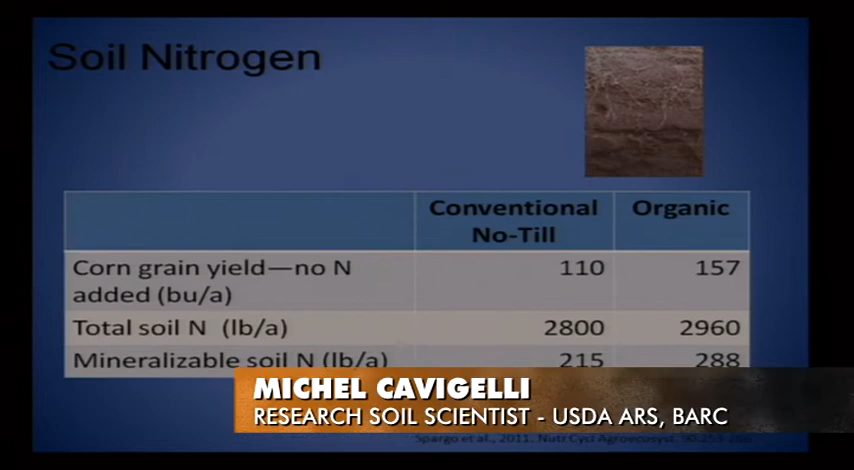 Soil Nitrogen
Conventional No-Till Organic
Corn grain yield—no N added (bu/a) 110 157
Total soil N (lb/a) 2800 2960
Mineralizable soil N (lb/a) 215 288
MICHEL CAVIGELLI
RESEARCH SOIL SCIENTIST - USDA ARS, BARC
Spargo et al., 2011. Nutr Cycl Agroecosyst.